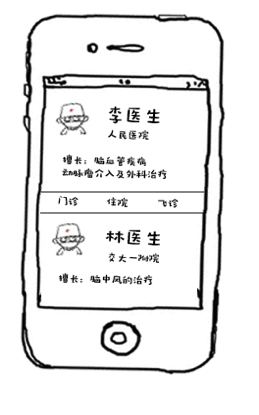 李医生
人民医院
擅长：脑血管疾病
动脉瘤介入及外科治疗
门诊 住院 飞诊
林医生
交大一附院
擅长：脑中风的治疗